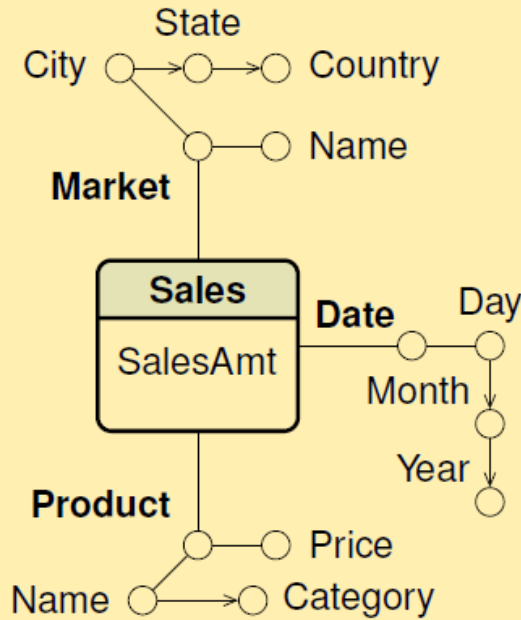 State
City
Country
Name
Market
Sales
SalesAmt
Date
Day
Month
Year
Product
Price
Name
Category